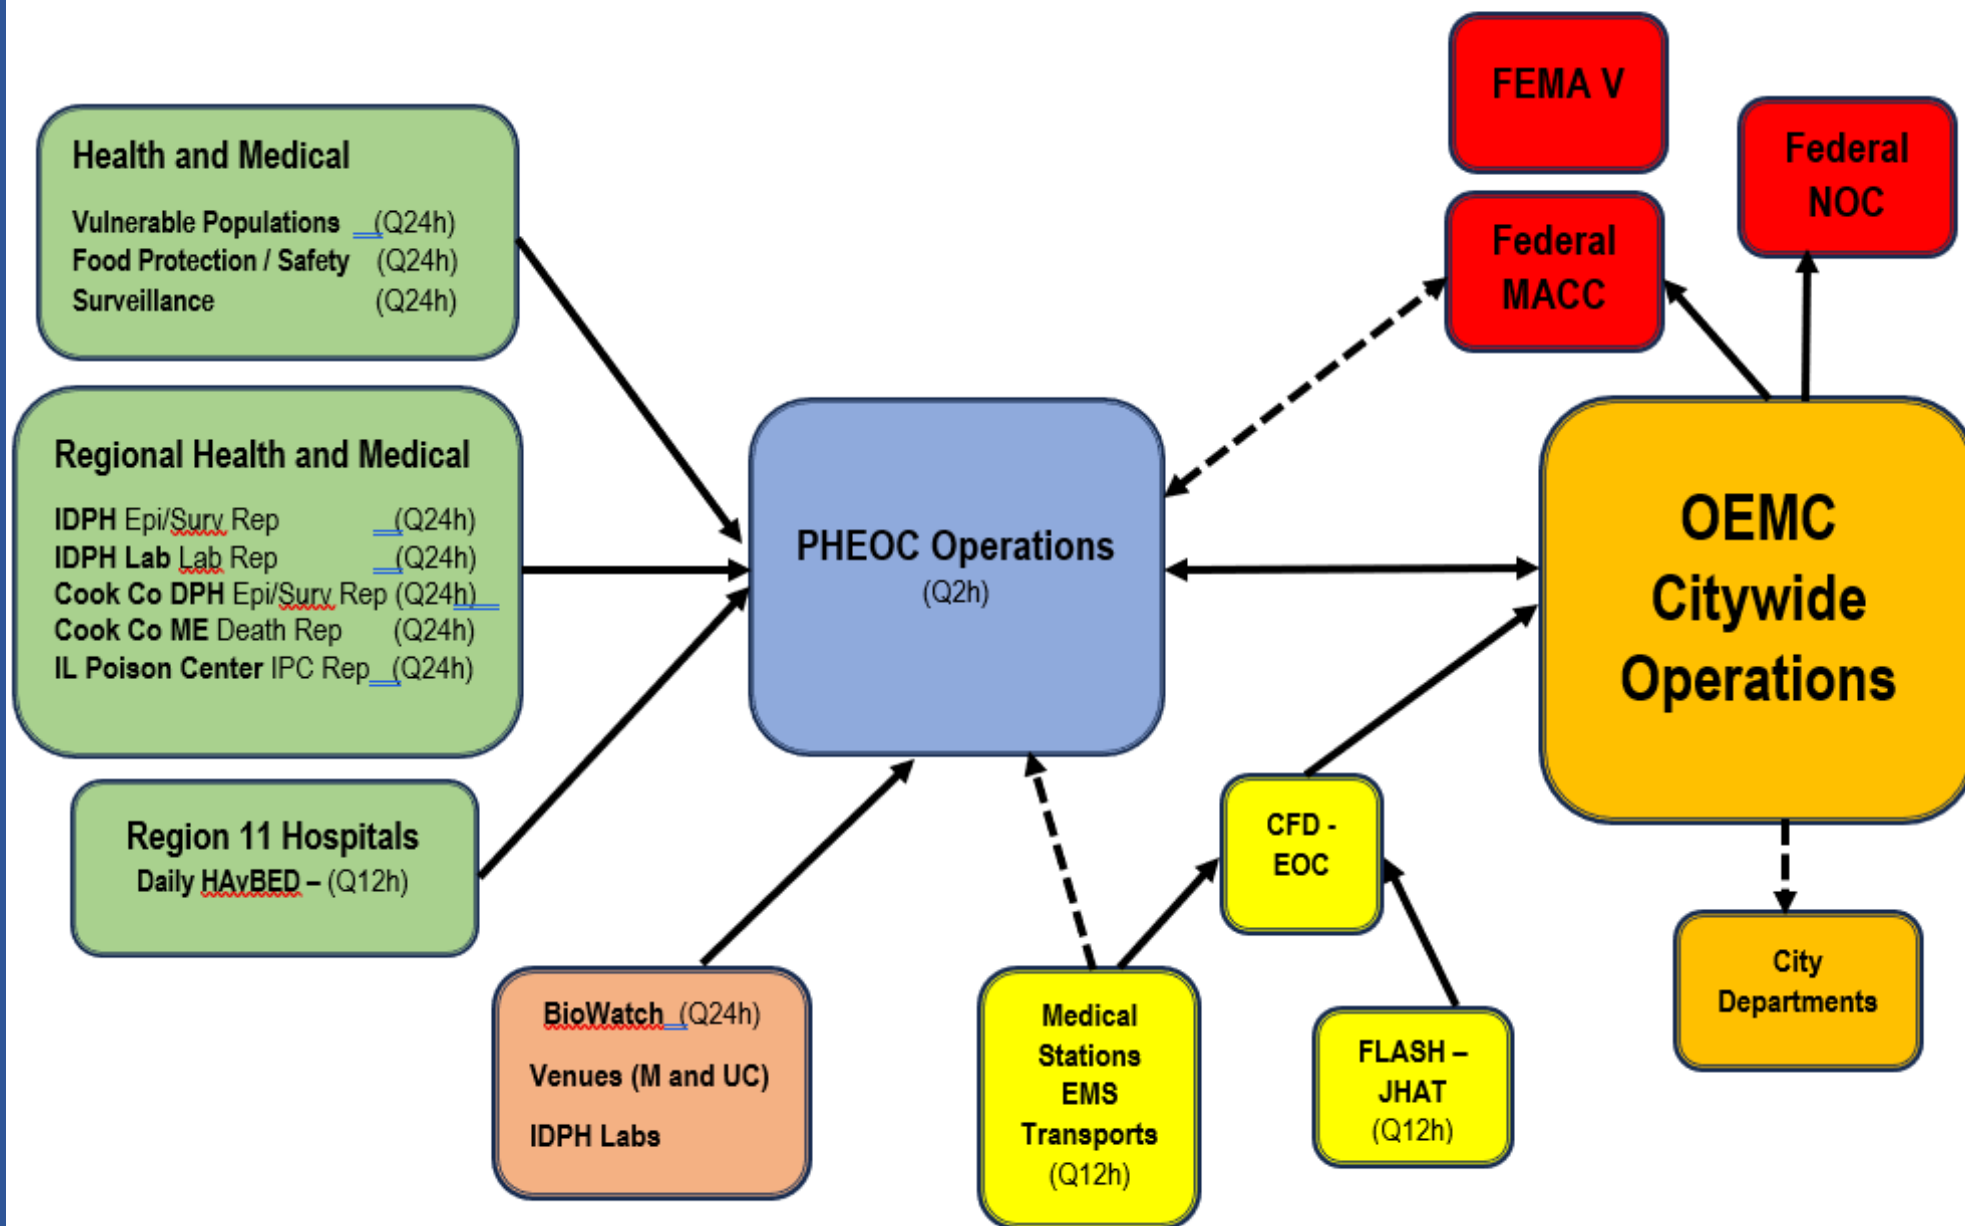 Health and Medical
Vulnerable Populations (Q24h)
Food Protection / Safety (Q24h)
Surveillance (Q24h)
Regional Health and Medical
IDPH Epi/Surv Rep (Q24h)
IDPH Lab Lab Rep (Q24h)
Cook Co DPH Epi/Surv Rep (Q24h)
Cook Co ME Death Rep (Q24h)
IL Poison Center IPC Rep (Q24h)
Region 11 Hospitals
Daily HAvBED – (Q12h)
BioWatch (Q24h)
Venues (M and UC)
IDPH Labs
PHEOC Operations
(Q2h)
Medical
Stations
EMS
Transports
(Q12h)
CFD -
EOC
FLASH –
JHAT
(Q12h)
FEMA V
Federal
MACC
Federal
NOC
OEMC
Citywide
Operations
City
Departments